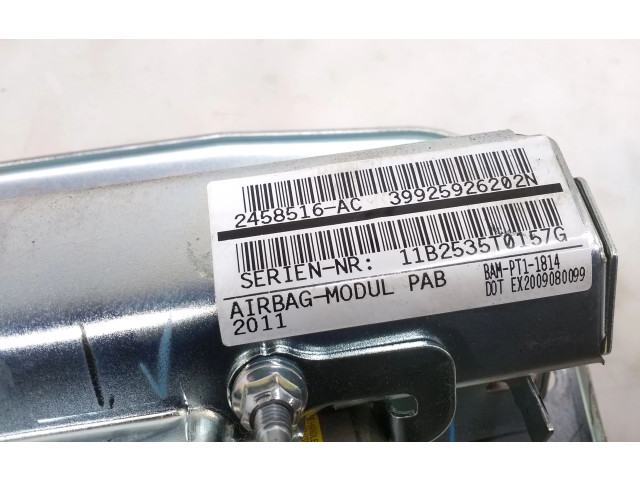 2458516-AC 39925926202N
SERIEN-NR: 11B2535T0157G
AIRBAG-MODUL PAB BAM-PT1-1814
2011 DOT EX2009080099